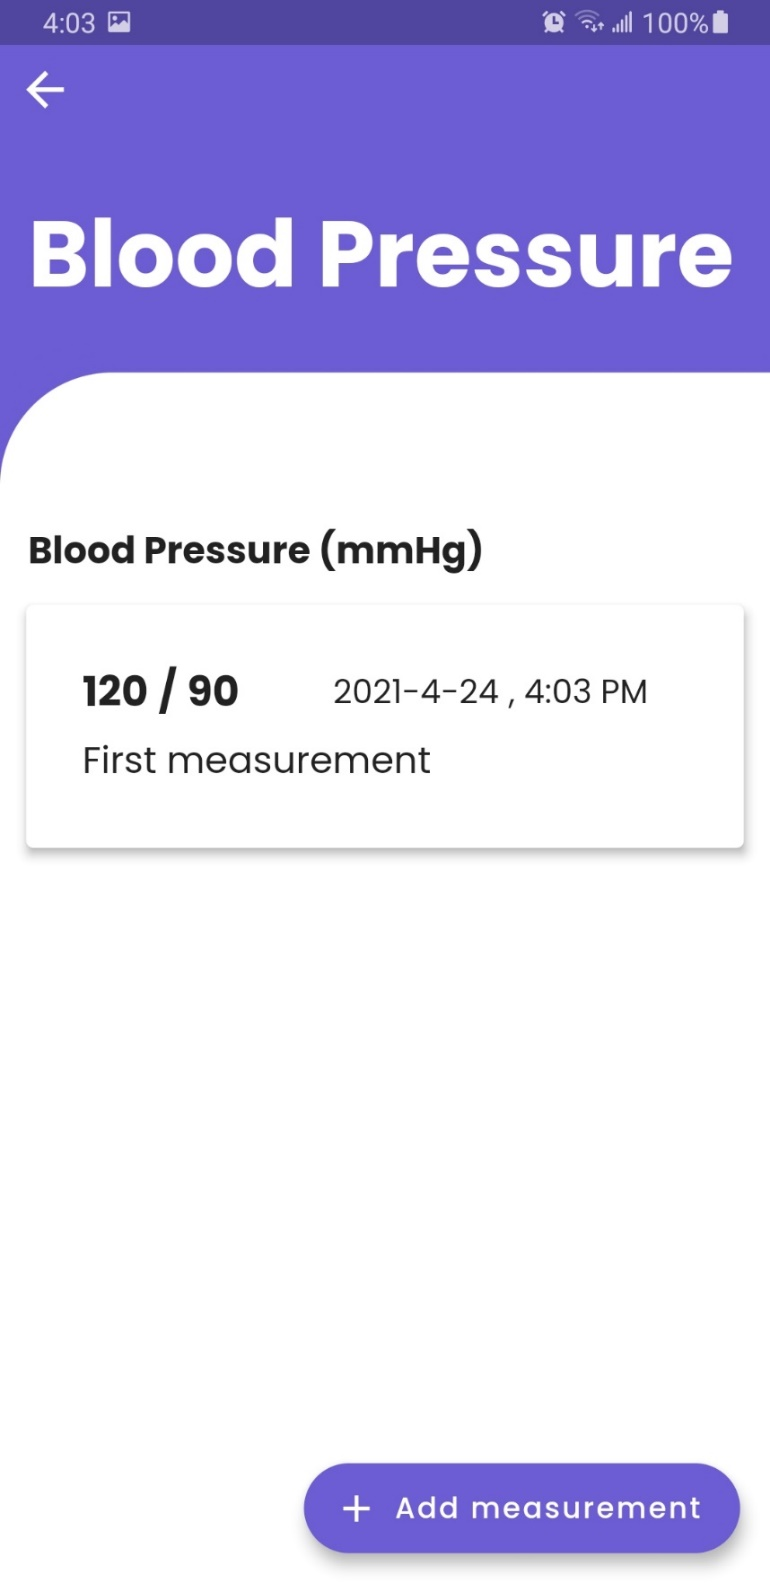 4:03 100%
Blood Pressure
Blood Pressure (mmHg)
120 / 90 2021-4-24 , 4:03 PM
First measurement
+ Add measurement